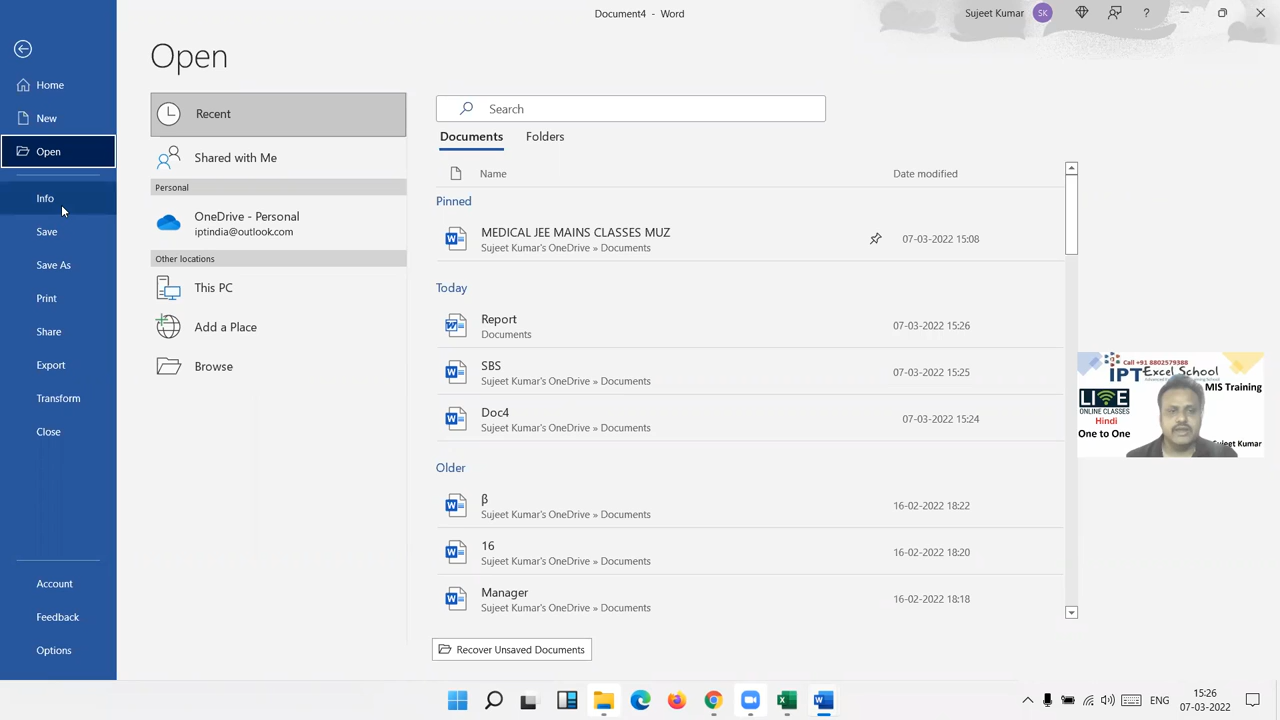 Document4 - Word
Sujeet Kumar
SK
?
Home
New
Open
Info
Save
Save As
Print
Share
Export
Transform
Close
Account
Feedback
Options
Open
Recent
Shared with Me
Personal
OneDrive - Personal
iptindia@outlook.com
Other locations
This PC
Add a Place
Browse
Search
Documents Folders
Name Date modified
Pinned
MEDICAL JEE MAINS CLASSES MUZ
Sujeet Kumar's OneDrive » Documents
07-03-2022 15:08
Today
Report
Documents
07-03-2022 15:26
SBS
Sujeet Kumar's OneDrive » Documents
07-03-2022 15:25
Doc4
Sujeet Kumar's OneDrive » Documents
07-03-2022 15:24
Older
β
Sujeet Kumar's OneDrive » Documents
16-02-2022 18:22
16
Sujeet Kumar's OneDrive » Documents
16-02-2022 18:20
Manager
Sujeet Kumar's OneDrive » Documents
16-02-2022 18:18
Recover Unsaved Documents
Call +91 8802579388
IPT Excel School
MIS Training
LIVE
ONLINE CLASSES
Hindi
One to One
Sujeet Kumar
ENG
15:26
07-03-2022